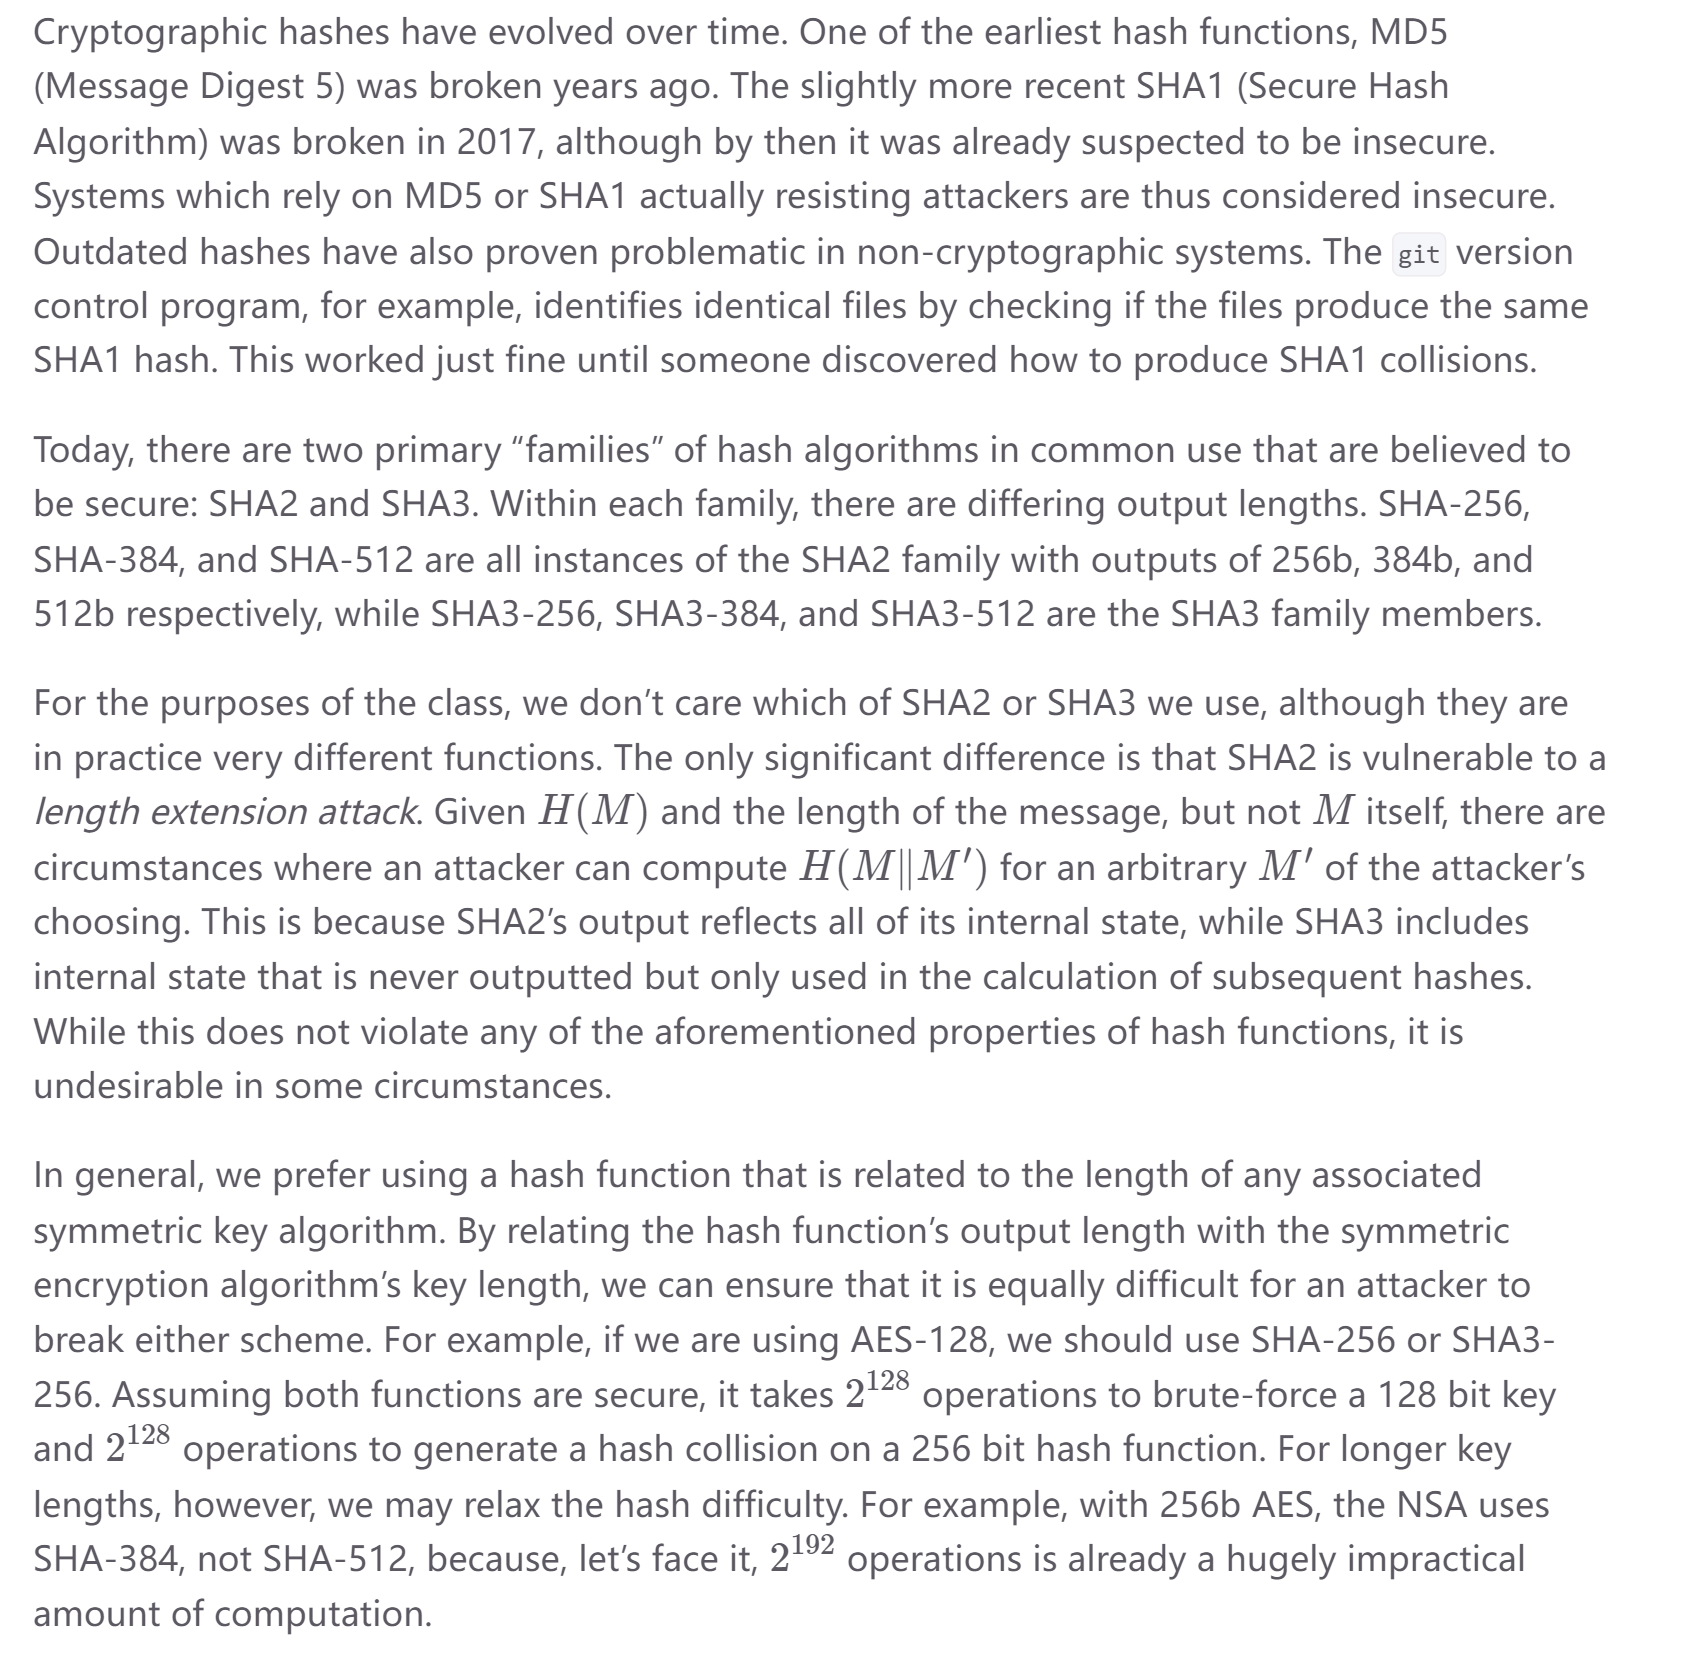 Cryptographic hashes have evolved over time. One of the earliest hash functions, MD5
(Message Digest 5) was broken years ago. The slightly more recent SHA1 (Secure Hash
Algorithm) was broken in 2017, although by then it was already suspected to be insecure.
Systems which rely on MD5 or SHA1 actually resisting attackers are thus considered insecure.
Outdated hashes have also proven problematic in non-cryptographic systems. The git version
control program, for example, identifies identical files by checking if the files produce the same
SHA1 hash. This worked just fine until someone discovered how to produce SHA1 collisions.
Today, there are two primary “families” of hash algorithms in common use that are believed to
be secure: SHA2 and SHA3. Within each family, there are differing output lengths. SHA-256,
SHA-384, and SHA-512 are all instances of the SHA2 family with outputs of 256b, 384b, and
512b respectively, while SHA3-256, SHA3-384, and SHA3-512 are the SHA3 family members.
For the purposes of the class, we don’t care which of SHA2 or SHA3 we use, although they are
in practice very different functions. The only significant difference is that SHA2 is vulnerable to a
length extension attack. Given H(M) and the length of the message, but not M itself, there are
circumstances where an attacker can compute H(M‖M′) for an arbitrary M′ of the attacker’s
choosing. This is because SHA2’s output reflects all of its internal state, while SHA3 includes
internal state that is never outputted but only used in the calculation of subsequent hashes.
While this does not violate any of the aforementioned properties of hash functions, it is
undesirable in some circumstances.
In general, we prefer using a hash function that is related to the length of any associated
symmetric key algorithm. By relating the hash function’s output length with the symmetric
encryption algorithm’s key length, we can ensure that it is equally difficult for an attacker to
break either scheme. For example, if we are using AES-128, we should use SHA-256 or SHA3-
256. Assuming both functions are secure, it takes 2¹²⁸ operations to brute-force a 128 bit key
and 2¹²⁸ operations to generate a hash collision on a 256 bit hash function. For longer key
lengths, however, we may relax the hash difficulty. For example, with 256b AES, the NSA uses
SHA-384, not SHA-512, because, let’s face it, 2¹⁹² operations is already a hugely impractical
amount of computation.